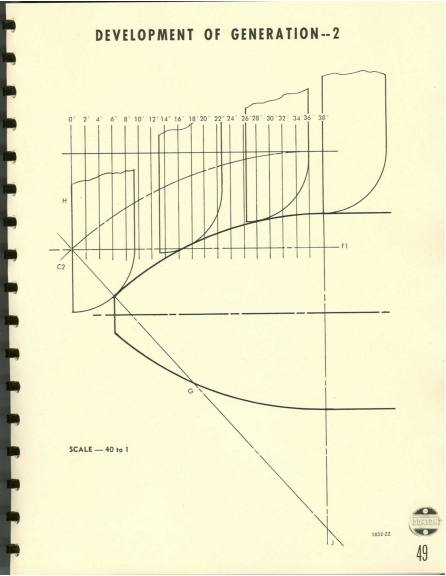 DEVELOPMENT OF GENERATION--2
0° 2° 4° 6° 8° 10° 12° 14° 16° 18° 20° 22° 24° 26° 28° 30° 32° 34° 36° 38°
H
F1
C2
G
SCALE — 40 to 1
J
1832-ZZ
NORTON
49